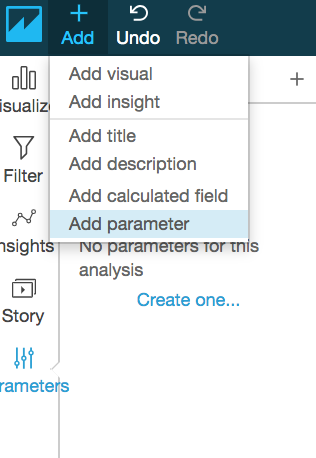 Add Undo Redo
Add visual
Add insight
Add title
Add description
Add calculated field
Add parameter
isualize
Filter
nsights
Story
rameters
No parameters for this
analysis
Create one...